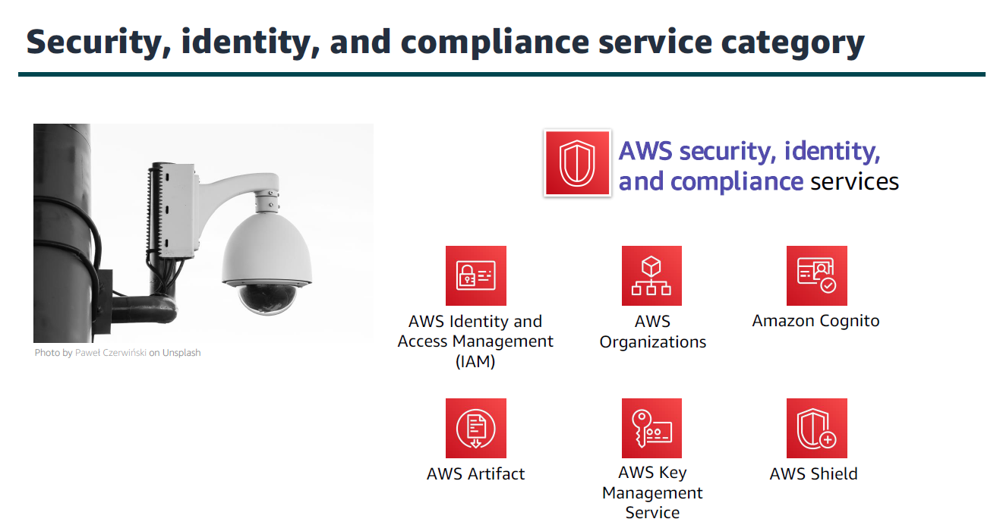 Security, identity, and compliance service category
AWS security, identity,
and compliance services
Photo by Paweł Czerwiński on Unsplash
AWS Identity and
Access Management
(IAM)
AWS
Organizations
Amazon Cognito
AWS Artifact
AWS Key
Management
Service
AWS Shield